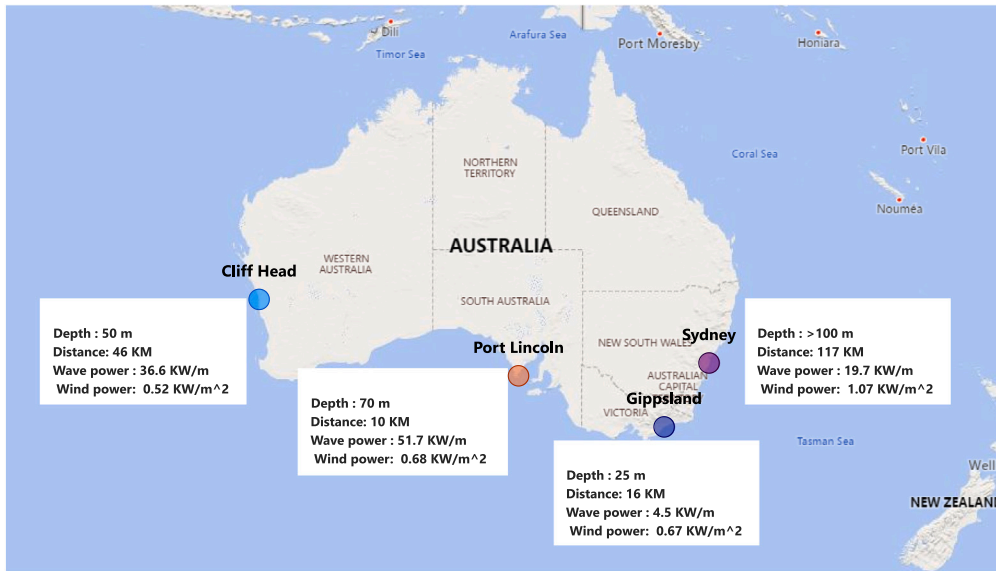 Dili
Timor Sea
Arafura Sea
Port Moresby
Honiara
Coral Sea
Port Vila
Nouméa
NORTHERN
TERRITORY
QUEENSLAND
AUSTRALIA
WESTERN
AUSTRALIA
Cliff Head
SOUTH AUSTRALIA
Depth : 50 m
Distance: 46 KM
Wave power : 36.6 KW/m
Wind power: 0.52 KW/m^2
Port Lincoln
Depth : 70 m
Distance: 10 KM
Wave power : 51.7 KW/m
Wind power: 0.68 KW/m^2
NEW SOUTH WALES
Sydney
Depth : >100 m
Distance: 117 KM
Wave power : 19.7 KW/m
Wind power: 1.07 KW/m^2
AUSTRALIAN
CAPITAL
Gippsland
VICTORIA
Depth : 25 m
Distance: 16 KM
Wave power : 4.5 KW/m
Wind power: 0.67 KW/m^2
Tasman Sea
Well
NEW ZEALAN